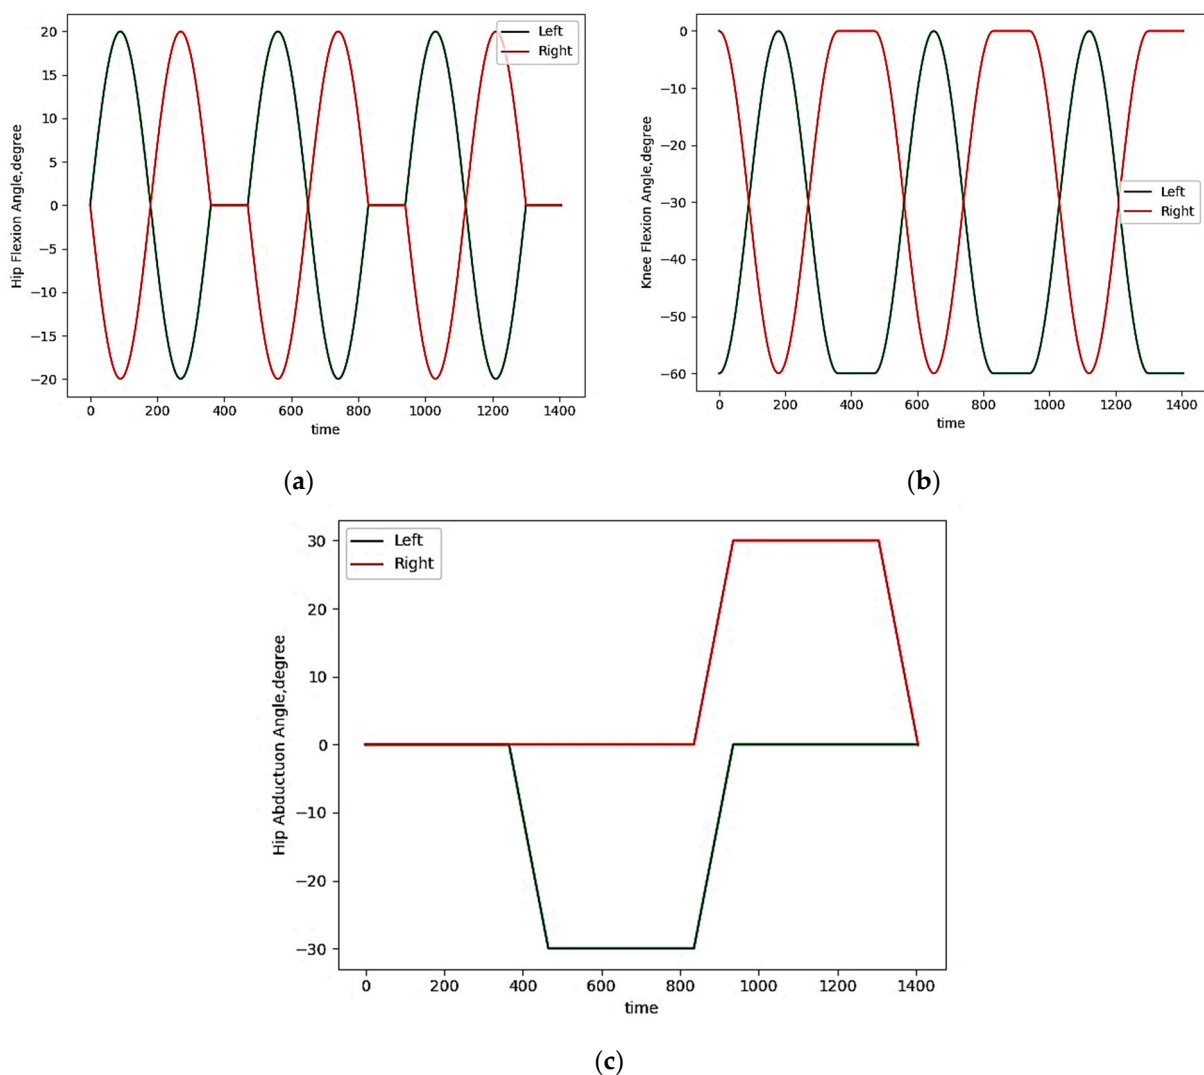 20
15
10
5
0
−5
−10
−15
−20
Hip Flexion Angle,degree
Left
Right
0 200 400 600 800 1000 1200 1400
time
(a)
0
−10
−20
−30
−40
−50
−60
Knee Flexion Angle,degree
Left
Right
0 200 400 600 800 1000 1200 1400
time
(b)
30
20
10
0
−10
−20
−30
Hip Abductuon Angle,degree
Left
Right
0 200 400 600 800 1000 1200 1400
time
(c)